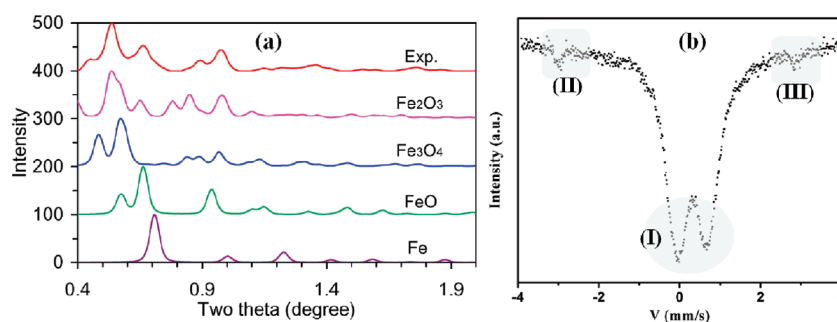 500
400
300
200
100
0
Intensity
(a)
Exp.
Fe2O3
Fe3O4
FeO
Fe
0.4 0.9 1.4 1.9
Two theta (degree)
Intensity (a.u.)
(b)
(II)
(III)
(I)
-4 -2 0 2
V (mm/s)